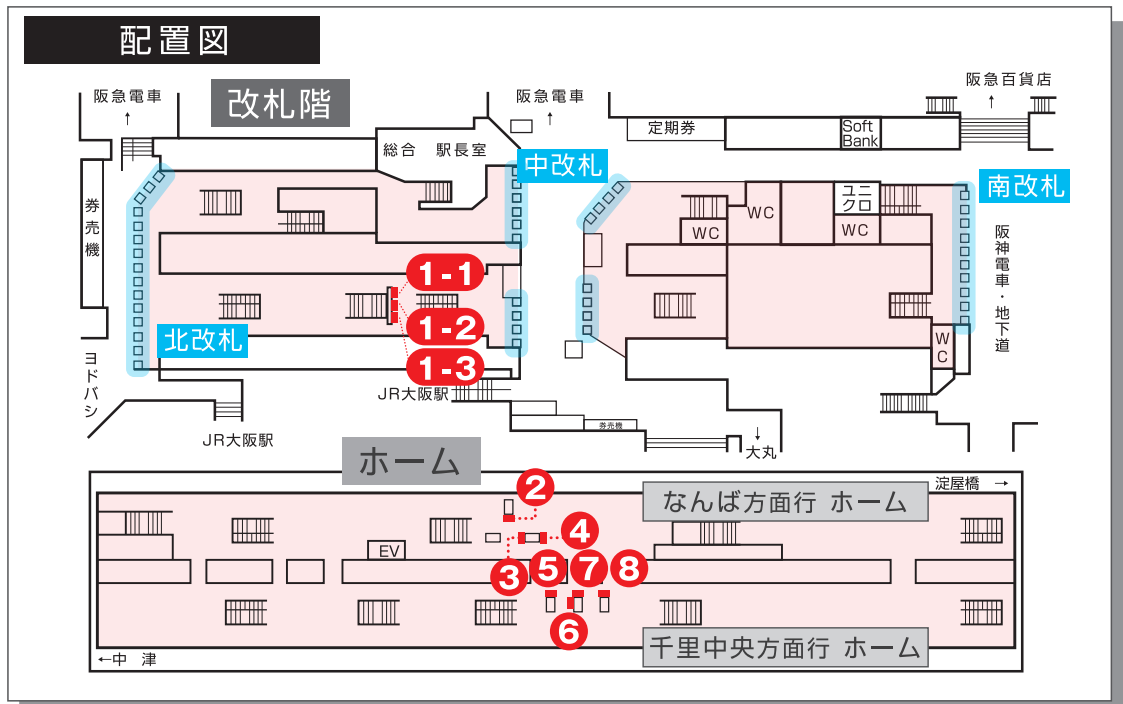 配置図
改札階
阪急電車
阪急電車
阪急百貨店
定期券
Soft
Bank
総合 駅長室
中改札
南改札
券売機
ユニ
クロ
WC
WC
WC
阪神電車・地下道
1-1
1-2
1-3
北改札
W
C
ヨドバシ
JR大阪駅
JR大阪駅
券売機
大丸
ホーム
淀屋橋 →
2
なんば方面行 ホーム
4
EV
3
5
7
8
6
千里中央方面行 ホーム
←中 津